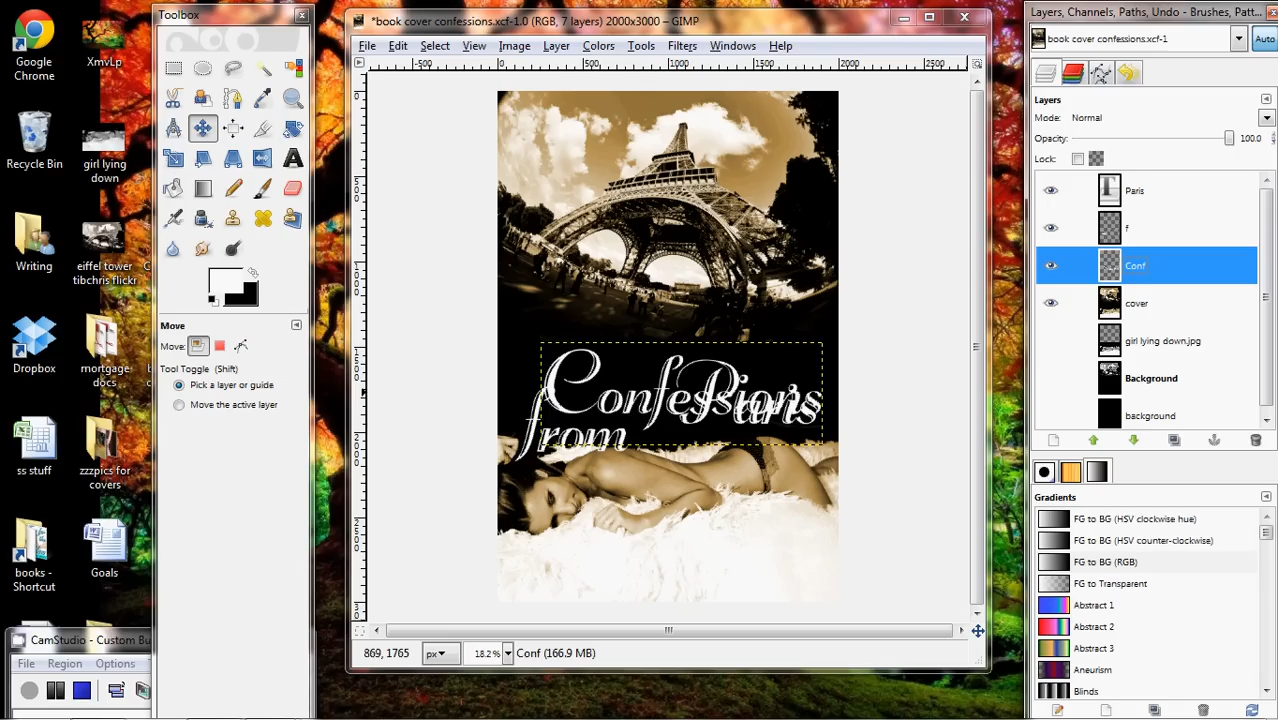 Google
Chrome
XmvLp
Recycle Bin
girl lying
down
Writing
eiffel tower
tibchris flickr
Dropbox
mortgage
docs
ss stuff
zzzpics for
covers
books -
Shortcut
Goals
CamStudio - Custom Bu
File Region Options
Toolbox
Move
Move:
Tool Toggle (Shift)
Pick a layer or guide
Move the active layer
*book cover confessions.xcf-1.0 (RGB, 7 layers) 2000x3000 – GIMP
File Edit Select View Image Layer Colors Tools Filters Windows Help
-500 0 500 1000 1500 2000 2500
Confessions
Paris
from
869, 1765 px 18.2% Conf (166.9 MB)
Layers, Channels, Paths, Undo - Brushes, Patt...
book cover confessions.xcf-1 Auto
Layers
Mode: Normal
Opacity: 100.0
Lock:
Paris
f
Conf
cover
girl lying down.jpg
Background
background
Gradients
FG to BG (HSV clockwise hue)
FG to BG (HSV counter-clockwise)
FG to BG (RGB)
FG to Transparent
Abstract 1
Abstract 2
Abstract 3
Aneurism
Blinds